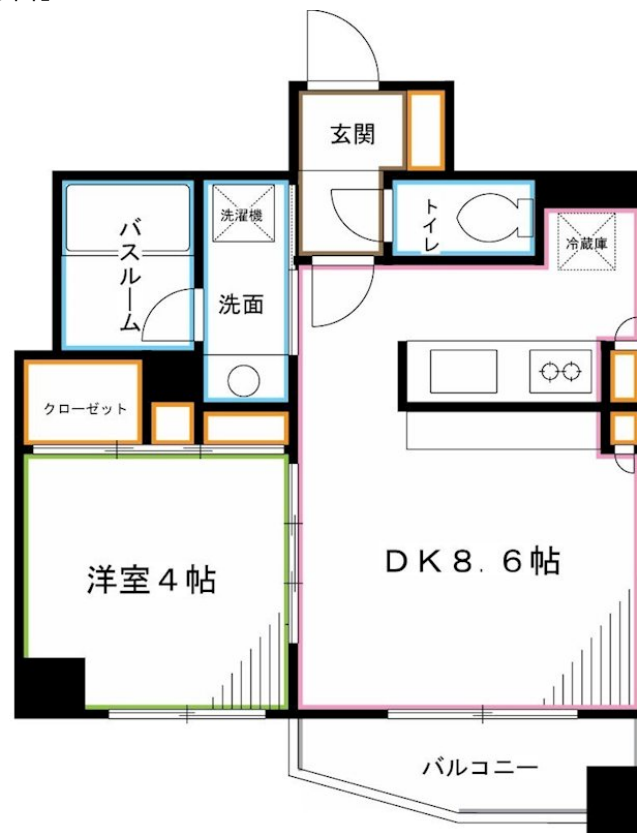 玄関
トイレ
洗濯機
冷蔵庫
バスルーム
洗面
クローゼット
洋室4帖
DK8.6帖
バルコニー